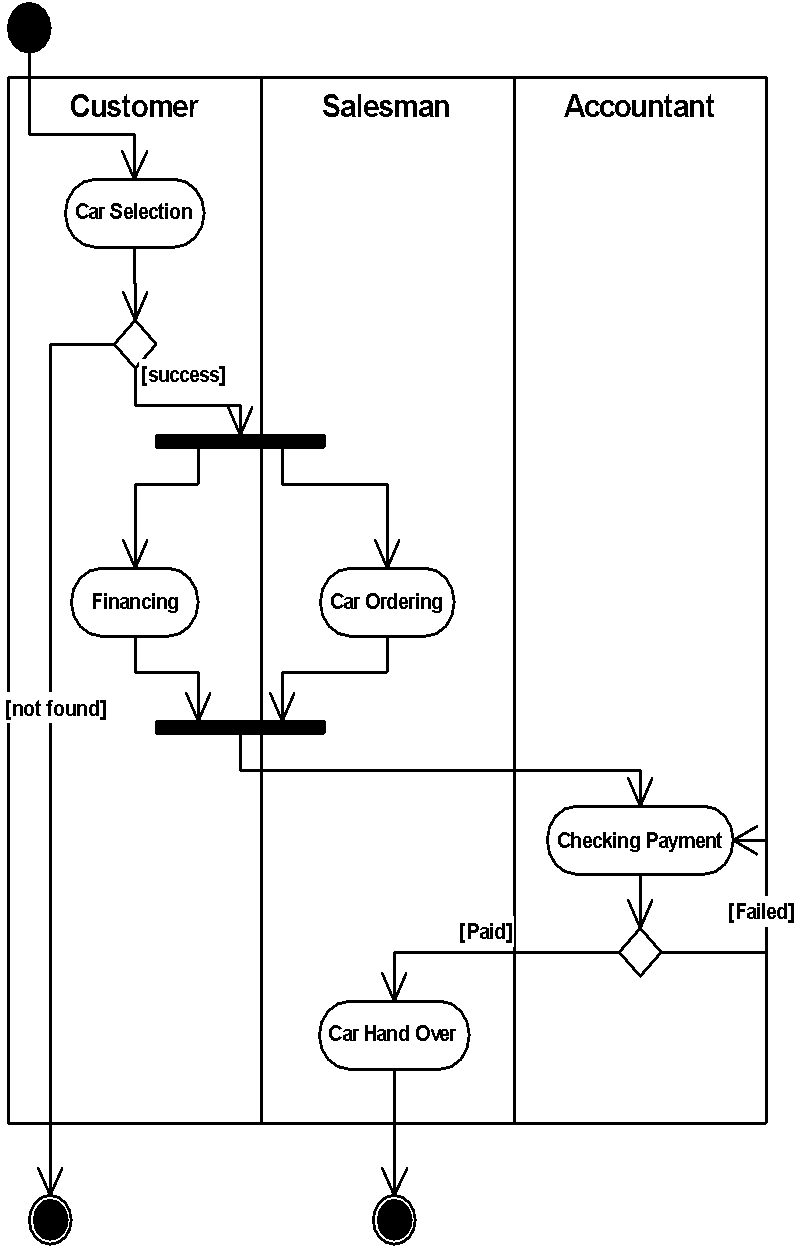 Customer
Salesman
Accountant
Car Selection
[success]
Financing
Car Ordering
[not found]
Checking Payment
[Failed]
[Paid]
Car Hand Over